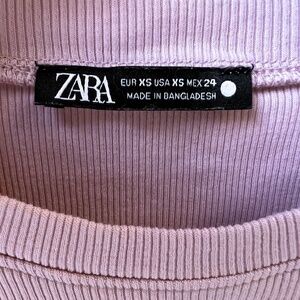 ZARA
EUR XS USA XS MEX 24
MADE IN BANGLADESH